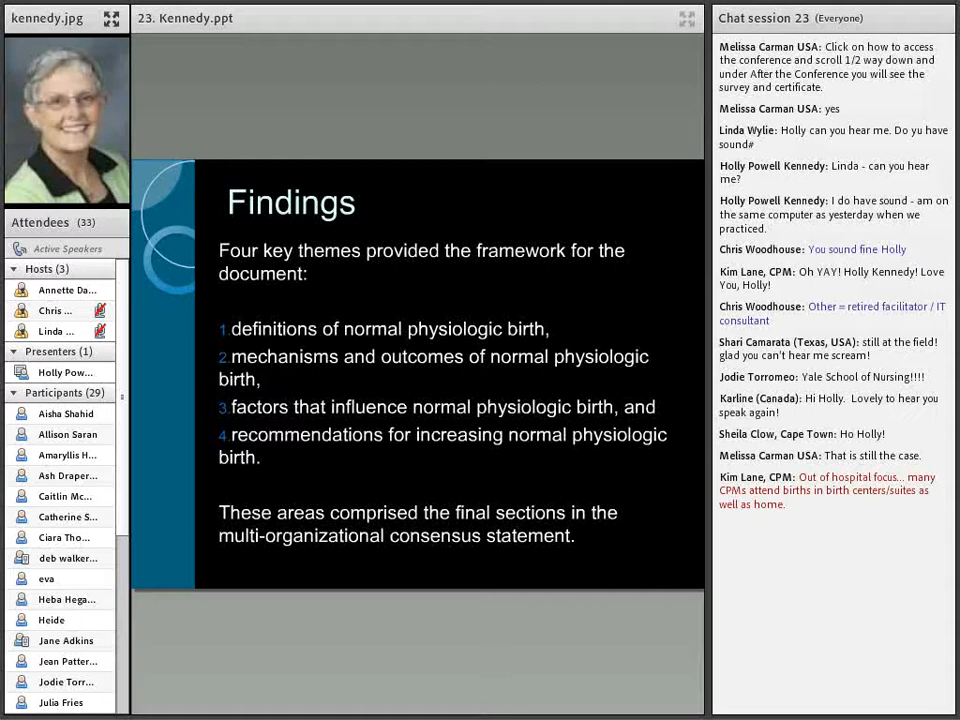 kennedy.jpg
Attendees (33)
Active Speakers
Hosts (3)
Annette Da...
Chris ...
Linda ...
Presenters (1)
Holly Pow...
Participants (29)
Aisha Shahid
Allison Saran
Amaryllis H...
Ash Draper...
Caitlin Mc...
Catherine S...
Ciara Tho...
deb walker...
eva
Heba Hega...
Heide
Jane Adkins
Jean Patter...
Jodie Torr...
Julia Fries
23. Kennedy.ppt
Findings
Four key themes provided the framework for the
document:
1.definitions of normal physiologic birth,
2.mechanisms and outcomes of normal physiologic
birth,
3.factors that influence normal physiologic birth, and
4.recommendations for increasing normal physiologic
birth.
These areas comprised the final sections in the
multi-organizational consensus statement.
Chat session 23 (Everyone)
Melissa Carman USA: Click on how to access
the conference and scroll 1/2 way down and
under After the Conference you will see the
survey and certificate.
Melissa Carman USA: yes
Linda Wylie: Holly can you hear me. Do yu have
sound#
Holly Powell Kennedy: Linda - can you hear
me?
Holly Powell Kennedy: I do have sound - am on
the same computer as yesterday when we
practiced.
Chris Woodhouse: You sound fine Holly
Kim Lane, CPM: Oh YAY! Holly Kennedy! Love
You, Holly!
Chris Woodhouse: Other = retired facilitator / IT
consultant
Shari Camarata (Texas, USA): still at the field!
glad you can't hear me scream!
Jodie Torromeo: Yale School of Nursing!!!!
Karline (Canada): Hi Holly.  Lovely to hear you
speak again!
Sheila Clow, Cape Town: Ho Holly!
Melissa Carman USA: That is still the case.
Kim Lane, CPM: Out of hospital focus... many
CPMs attend births in birth centers/suites as
well as home.